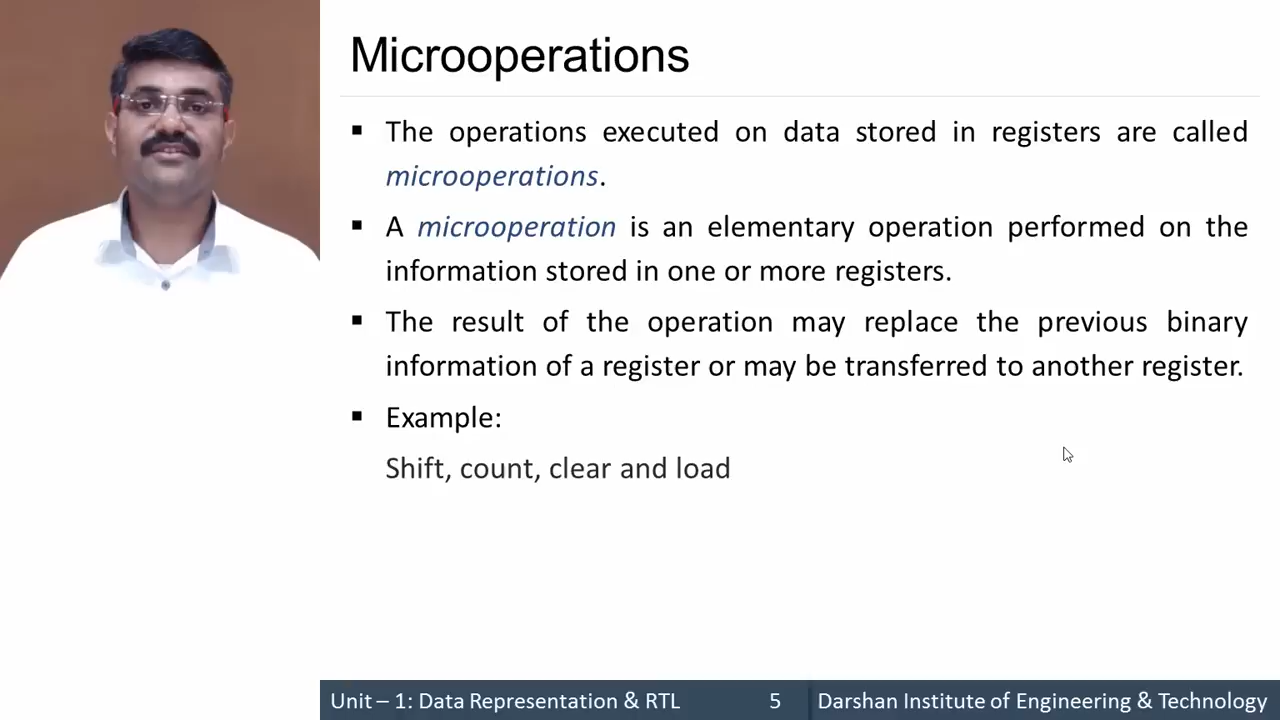 Microoperations
▪ The operations executed on data stored in registers are called
microoperations.
▪ A microoperation is an elementary operation performed on the
information stored in one or more registers.
▪ The result of the operation may replace the previous binary
information of a register or may be transferred to another register.
▪ Example:
Shift, count, clear and load
Unit – 1: Data Representation & RTL 5 Darshan Institute of Engineering & Technology